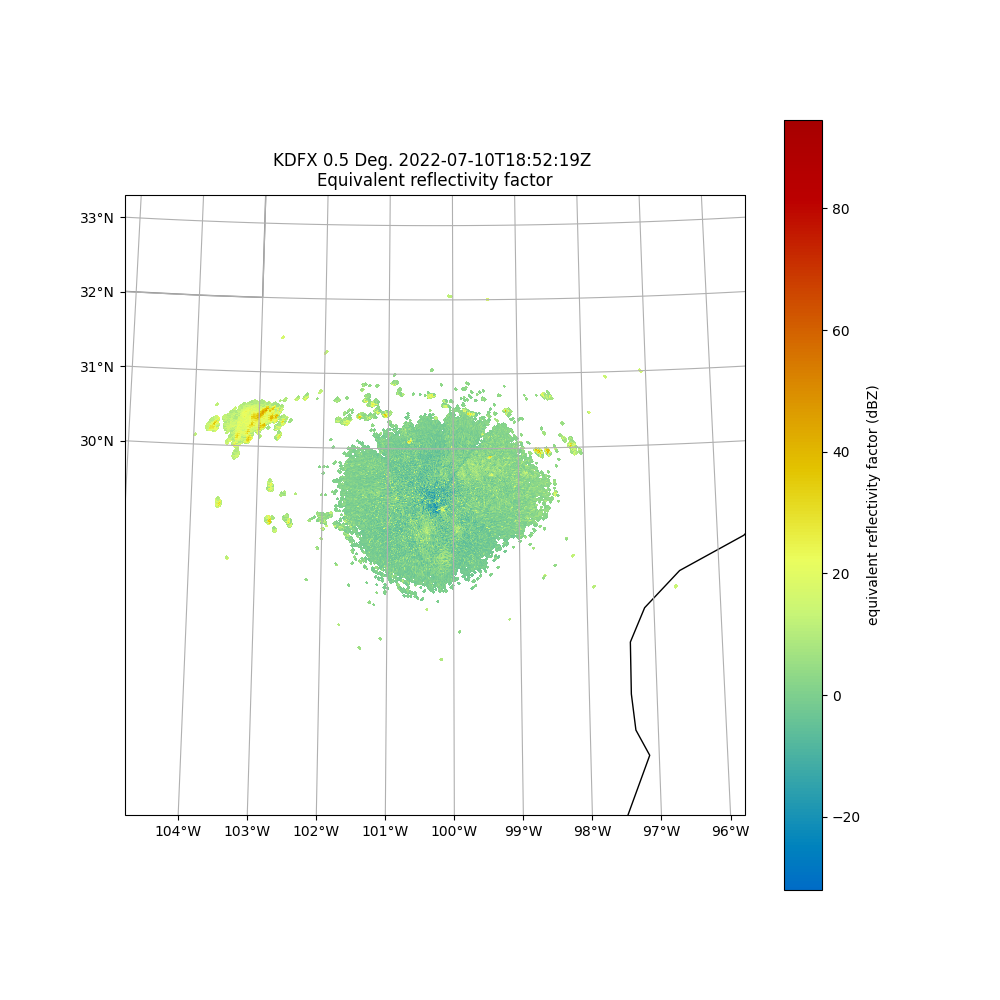 KDFX 0.5 Deg. 2022-07-10T18:52:19Z
Equivalent reflectivity factor
33°N
32°N
31°N
30°N
104°W 103°W 102°W 101°W 100°W 99°W 98°W 97°W 96°W
80
60
40
20
0
−20
equivalent reflectivity factor (dBZ)